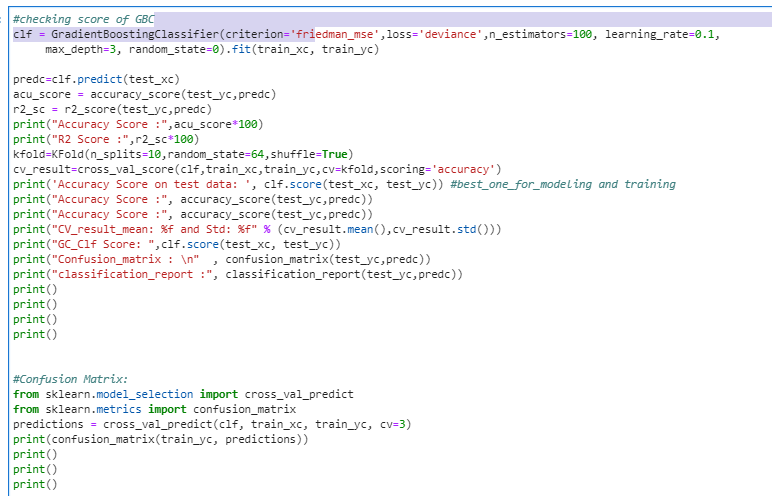 #checking score of GBC
clf = GradientBoostingClassifier(criterion='friedman_mse',loss='deviance',n_estimators=100, learning_rate=0.1,
     max_depth=3, random_state=0).fit(train_xc, train_yc)
predc=clf.predict(test_xc)
acu_score = accuracy_score(test_yc,predc)
r2_sc = r2_score(test_yc,predc)
print("Accuracy Score :",acu_score*100)
print("R2 Score :",r2_sc*100)
kfold=KFold(n_splits=10,random_state=64,shuffle=True)
cv_result=cross_val_score(clf,train_xc,train_yc,cv=kfold,scoring='accuracy')
print('Accuracy Score on test data: ', clf.score(test_xc, test_yc)) #best_one_for_modeling and training
print("Accuracy Score :", accuracy_score(test_yc,predc))
print("Accuracy Score :", accuracy_score(test_yc,predc))
print("CV_result_mean: %f and Std: %f" % (cv_result.mean(),cv_result.std()))
print("GC_Clf Score: ",clf.score(test_xc, test_yc))
print("Confusion_matrix : \n"  , confusion_matrix(test_yc,predc))
print("classification_report :", classification_report(test_yc,predc))
print()
print()
print()
print()
#Confusion Matrix:
from sklearn.model_selection import cross_val_predict
from sklearn.metrics import confusion_matrix
predictions = cross_val_predict(clf, train_xc, train_yc, cv=3)
print(confusion_matrix(train_yc, predictions))
print()
print()
print()